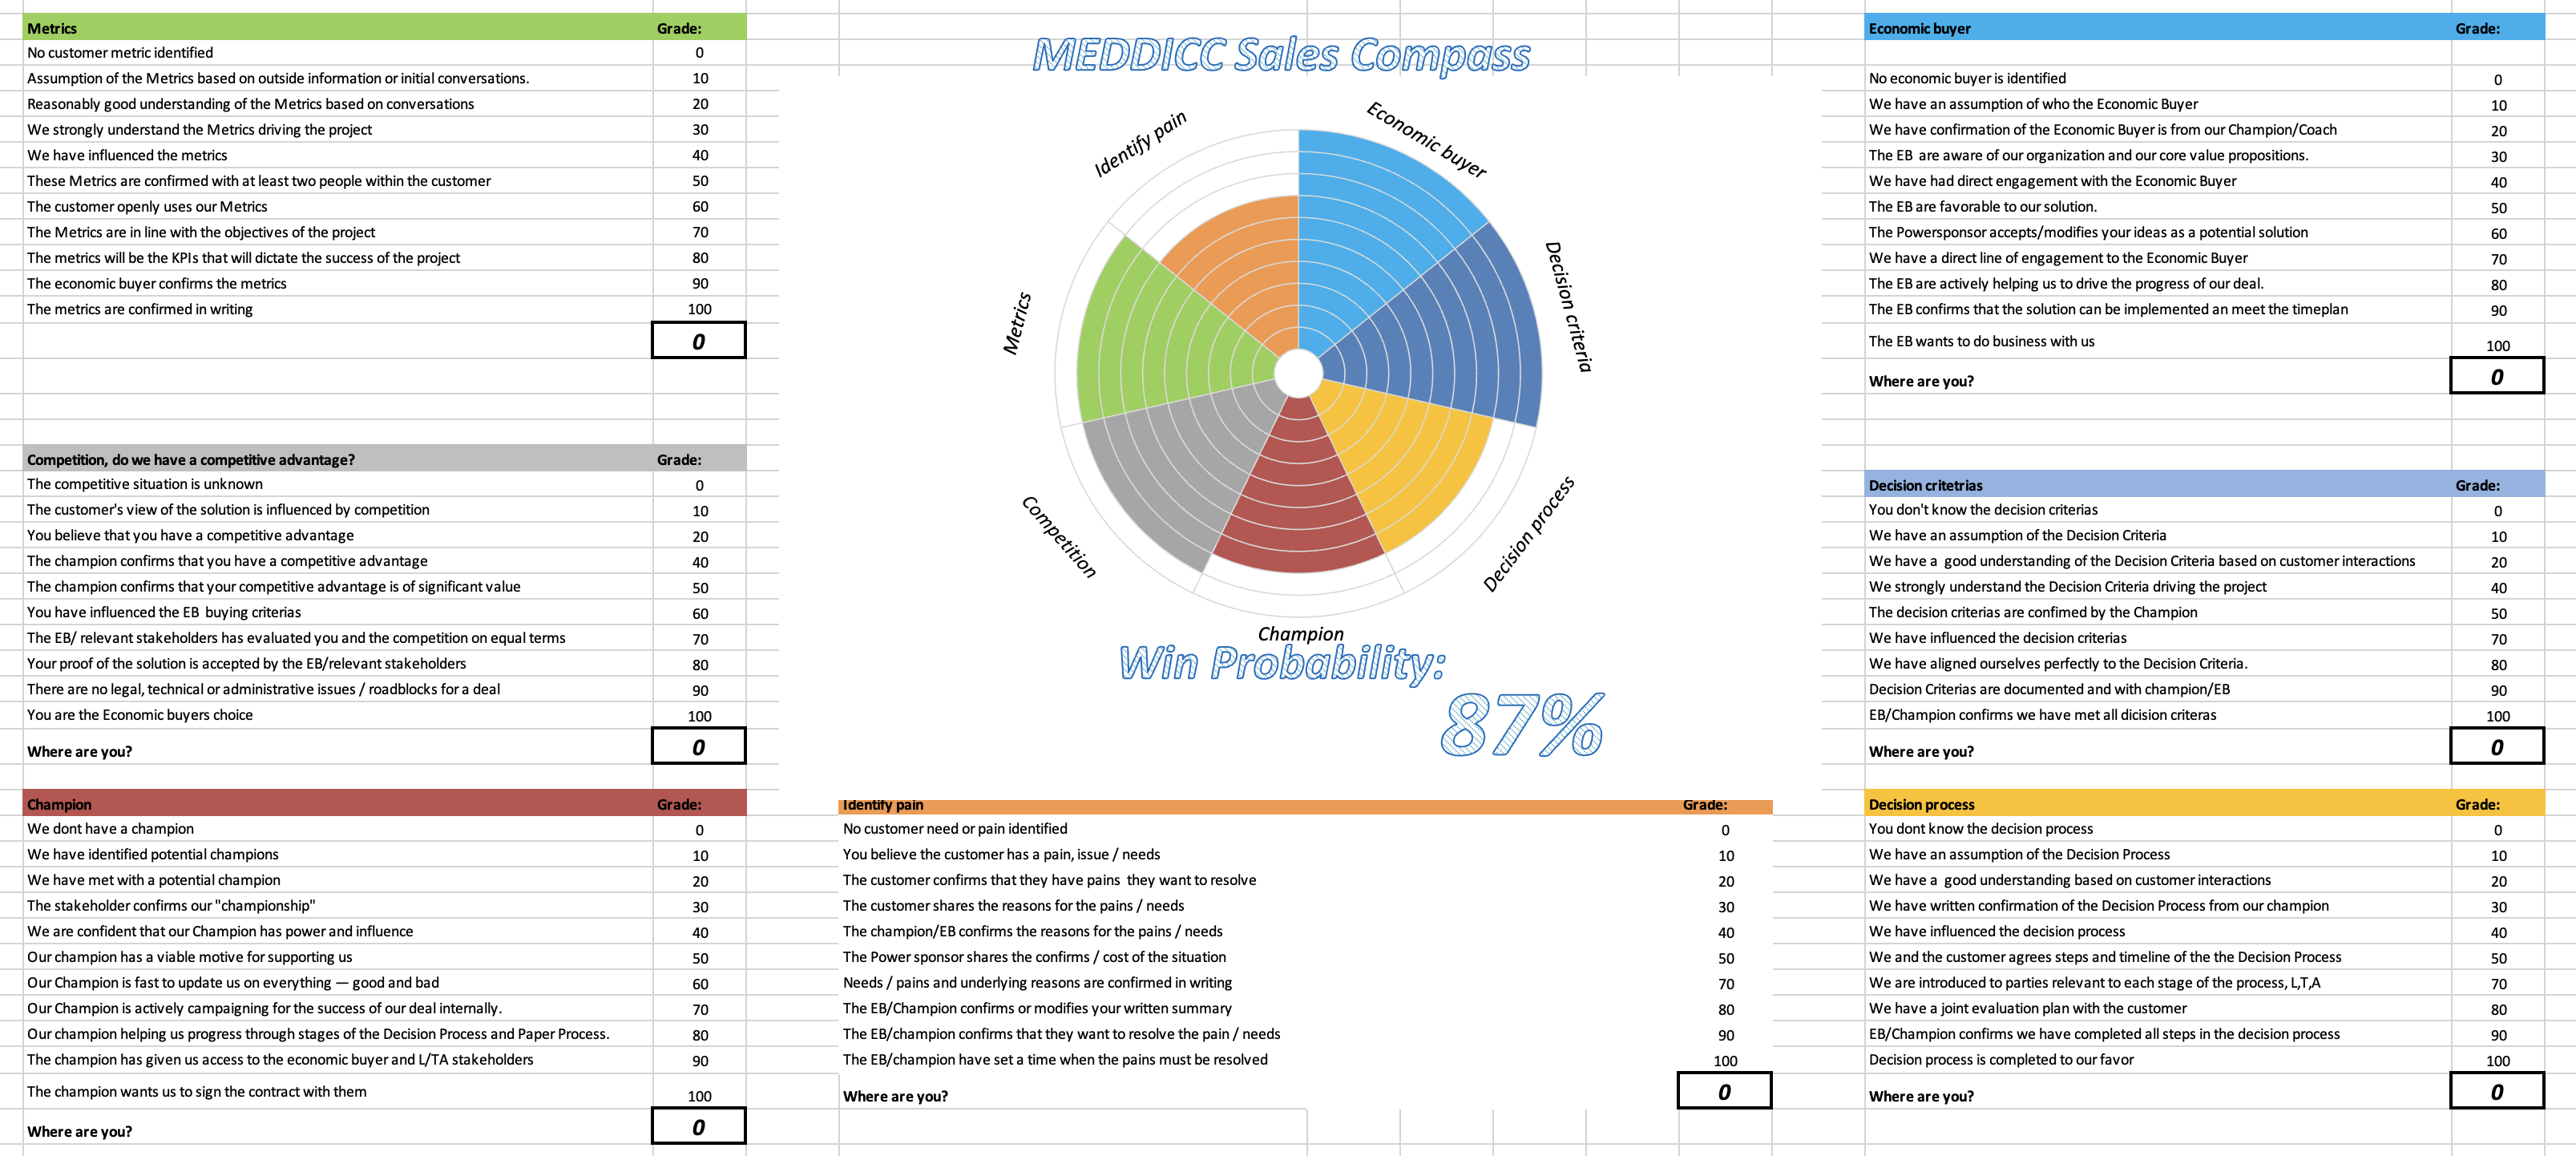 Metrics Grade:
No customer metric identified 0
Assumption of the Metrics based on outside information or initial conversations. 10
Reasonably good understanding of the Metrics based on conversations 20
We strongly understand the Metrics driving the project 30
We have influenced the metrics 40
These Metrics are confirmed with at least two people within the customer 50
The customer openly uses our Metrics 60
The Metrics are in line with the objectives of the project 70
The metrics will be the KPIs that will dictate the success of the project 80
The economic buyer confirms the metrics 90
The metrics are confirmed in writing 100
0
Competition, do we have a competitive advantage? Grade:
The competitive situation is unknown 0
The customer's view of the solution is influenced by competition 10
You believe that you have a competitive advantage 20
The champion confirms that you have a competitive advantage 40
The champion confirms that your competitive advantage is of significant value 50
You have influenced the EB buying criterias 60
The EB/ relevant stakeholders has evaluated you and the competition on equal terms 70
Your proof of the solution is accepted by the EB/relevant stakeholders 80
There are no legal, technical or administrative issues / roadblocks for a deal 90
You are the Economic buyers choice 100
Where are you? 0
Champion Grade:
We dont have a champion 0
We have identified potential champions 10
We have met with a potential champion 20
The stakeholder confirms our "championship" 30
We are confident that our Champion has power and influence 40
Our champion has a viable motive for supporting us 50
Our Champion is fast to update us on everything — good and bad 60
Our Champion is actively campaigning for the success of our deal internally. 70
Our champion helping us progress through stages of the Decision Process and Paper Process. 80
The champion has given us access to the economic buyer and L/TA stakeholders 90
The champion wants us to sign the contract with them 100
Where are you? 0
MEDDICC Sales Compass
Identify pain
Economic buyer
Metrics
Decision criteria
Competition
Decision process
Champion
Win Probability:
87%
Identify pain Grade:
No customer need or pain identified 0
You believe the customer has a pain, issue / needs 10
The customer confirms that they have pains they want to resolve 20
The customer shares the reasons for the pains / needs 30
The champion/EB confirms the reasons for the pains / needs 40
The Power sponsor shares the confirms / cost of the situation 50
Needs / pains and underlying reasons are confirmed in writing 70
The EB/Champion confirms or modifies your written summary 80
The EB/champion confirms that they want to resolve the pain / needs 90
The EB/champion have set a time when the pains must be resolved 100
Where are you? 0
Economic buyer Grade:
No economic buyer is identified 0
We have an assumption of who the Economic Buyer 10
We have confirmation of the Economic Buyer is from our Champion/Coach 20
The EB are aware of our organization and our core value propositions. 30
We have had direct engagement with the Economic Buyer 40
The EB are favorable to our solution. 50
The Powersponsor accepts/modifies your ideas as a potential solution 60
We have a direct line of engagement to the Economic Buyer 70
The EB are actively helping us to drive the progress of our deal. 80
The EB confirms that the solution can be implemented an meet the timeplan 90
The EB wants to do business with us 100
Where are you? 0
Decision critetrias Grade:
You don't know the decision criterias 0
We have an assumption of the Decision Criteria 10
We have a good understanding of the Decision Criteria based on customer interactions 20
We strongly understand the Decision Criteria driving the project 40
The decision criterias are confimed by the Champion 50
We have influenced the decision criterias 70
We have aligned ourselves perfectly to the Decision Criteria. 80
Decision Criterias are documented and with champion/EB 90
EB/Champion confirms we have met all dicision criteras 100
Where are you? 0
Decision process Grade:
You dont know the decision process 0
We have an assumption of the Decision Process 10
We have a good understanding based on customer interactions 20
We have written confirmation of the Decision Process from our champion 30
We have influenced the decision process 40
We and the customer agrees steps and timeline of the the Decision Process 50
We are introduced to parties relevant to each stage of the process, L,T,A 70
We have a joint evaluation plan with the customer 80
EB/Champion confirms we have completed all steps in the decision process 90
Decision process is completed to our favor 100
Where are you? 0